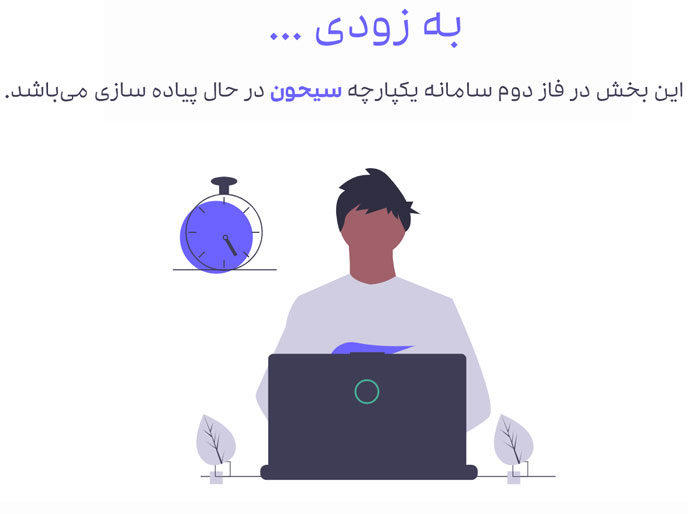 به زودی ...
این بخش در فاز دوم سامانه یکپارچه سیحون در حال پیاده سازی می‌باشد.